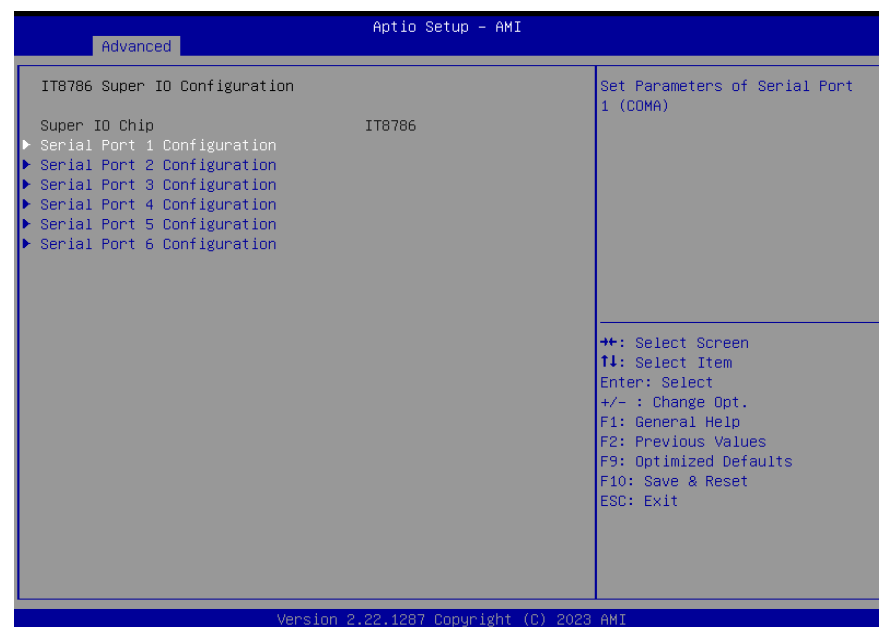 Aptio Setup – AMI
Advanced
IT8786 Super IO Configuration
Super IO Chip IT8786
▶ Serial Port 1 Configuration
▶ Serial Port 2 Configuration
▶ Serial Port 3 Configuration
▶ Serial Port 4 Configuration
▶ Serial Port 5 Configuration
▶ Serial Port 6 Configuration
Set Parameters of Serial Port
1 (COMA)
→←: Select Screen
↑↓: Select Item
Enter: Select
+/- : Change Opt.
F1: General Help
F2: Previous Values
F9: Optimized Defaults
F10: Save & Reset
ESC: Exit
Version 2.22.1287 Copyright (C) 2023 AMI